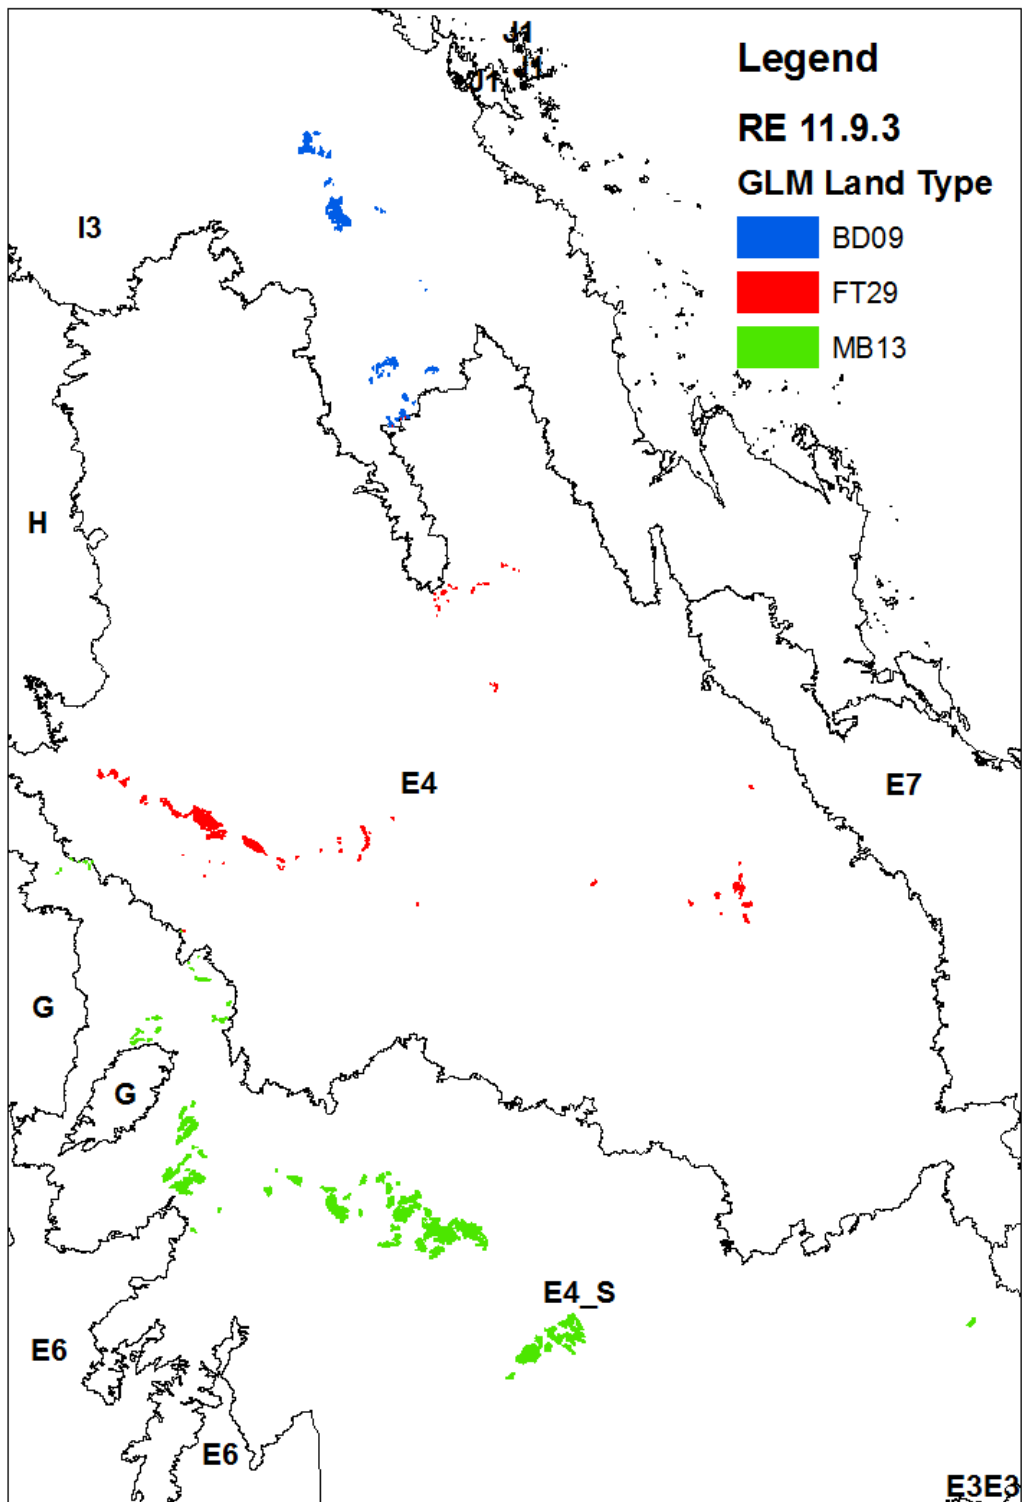 J1
J1
J1
Legend
RE 11.9.3
GLM Land Type
BD09
FT29
MB13
I3
H
E4
E7
G
G
E4_S
E6
E6
E3E3